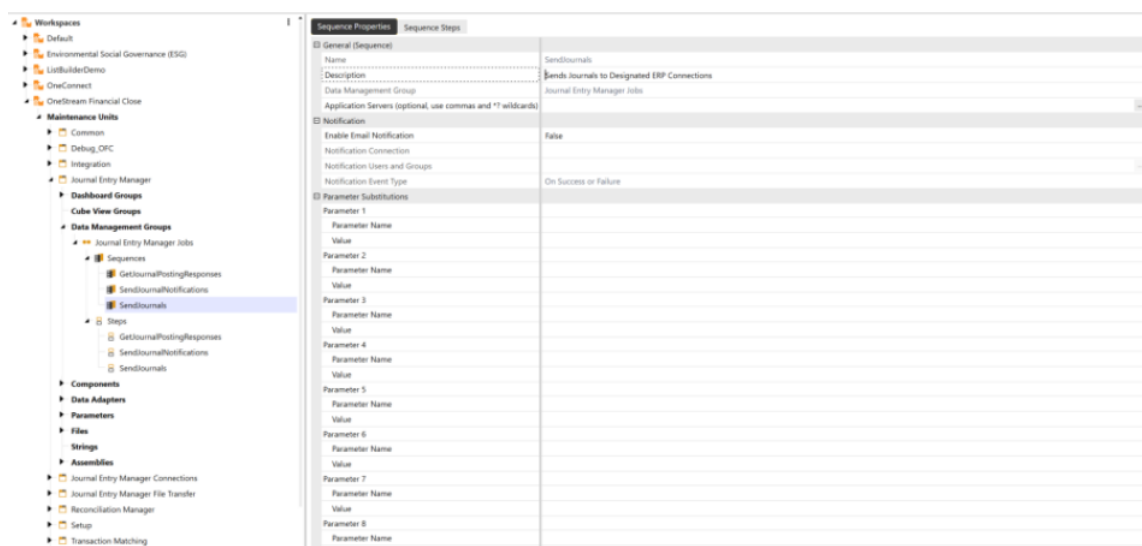 Workspaces
Default
Environmental Social Governance (ESG)
ListBuilderDemo
OneConnect
OneStream Financial Close
Maintenance Units
Common
Debug_OFC
Integration
Journal Entry Manager
Dashboard Groups
Cube View Groups
Data Management Groups
Journal Entry Manager Jobs
Sequences
GetJournalPostingResponses
SendJournalNotifications
SendJournals
Steps
GetJournalPostingResponses
SendJournalNotifications
SendJournals
Components
Data Adapters
Parameters
Files
Strings
Assemblies
Journal Entry Manager Connections
Journal Entry Manager File Transfer
Reconciliation Manager
Setup
Transaction Matching
Sequence Properties Sequence Steps
General (Sequence)
Name SendJournals
Description Sends Journals to Designated ERP Connections
Data Management Group Journal Entry Manager Jobs
Application Servers (optional, use commas and *? wildcards) ...
Notification
Enable Email Notification False
Notification Connection
Notification Users and Groups ...
Notification Event Type On Success or Failure
Parameter Substitutions
Parameter 1
Parameter Name
Value
Parameter 2
Parameter Name
Value
Parameter 3
Parameter Name
Value
Parameter 4
Parameter Name
Value
Parameter 5
Parameter Name
Value
Parameter 6
Parameter Name
Value
Parameter 7
Parameter Name
Value
Parameter 8
Parameter Name